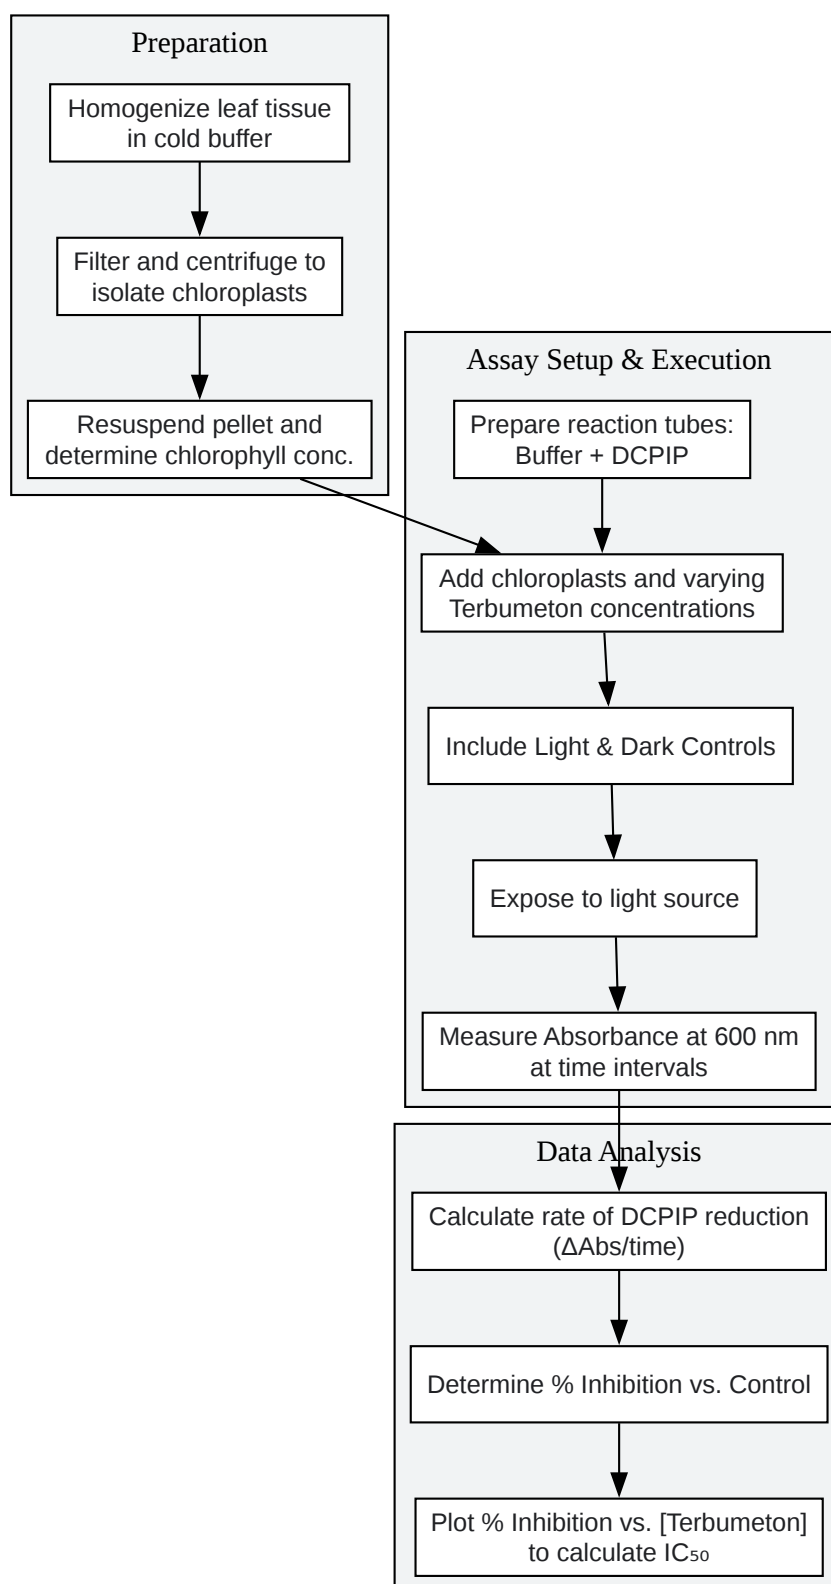 Preparation
Homogenize leaf tissue
in cold buffer
Filter and centrifuge to
isolate chloroplasts
Resuspend pellet and
determine chlorophyll conc.
Assay Setup & Execution
Prepare reaction tubes:
Buffer + DCPIP
Add chloroplasts and varying
Terbumeton concentrations
Include Light & Dark Controls
Expose to light source
Measure Absorbance at 600 nm
at time intervals
Data Analysis
Calculate rate of DCPIP reduction
(ΔAbs/time)
Determine % Inhibition vs. Control
Plot % Inhibition vs. [Terbumeton]
to calculate IC₅₀